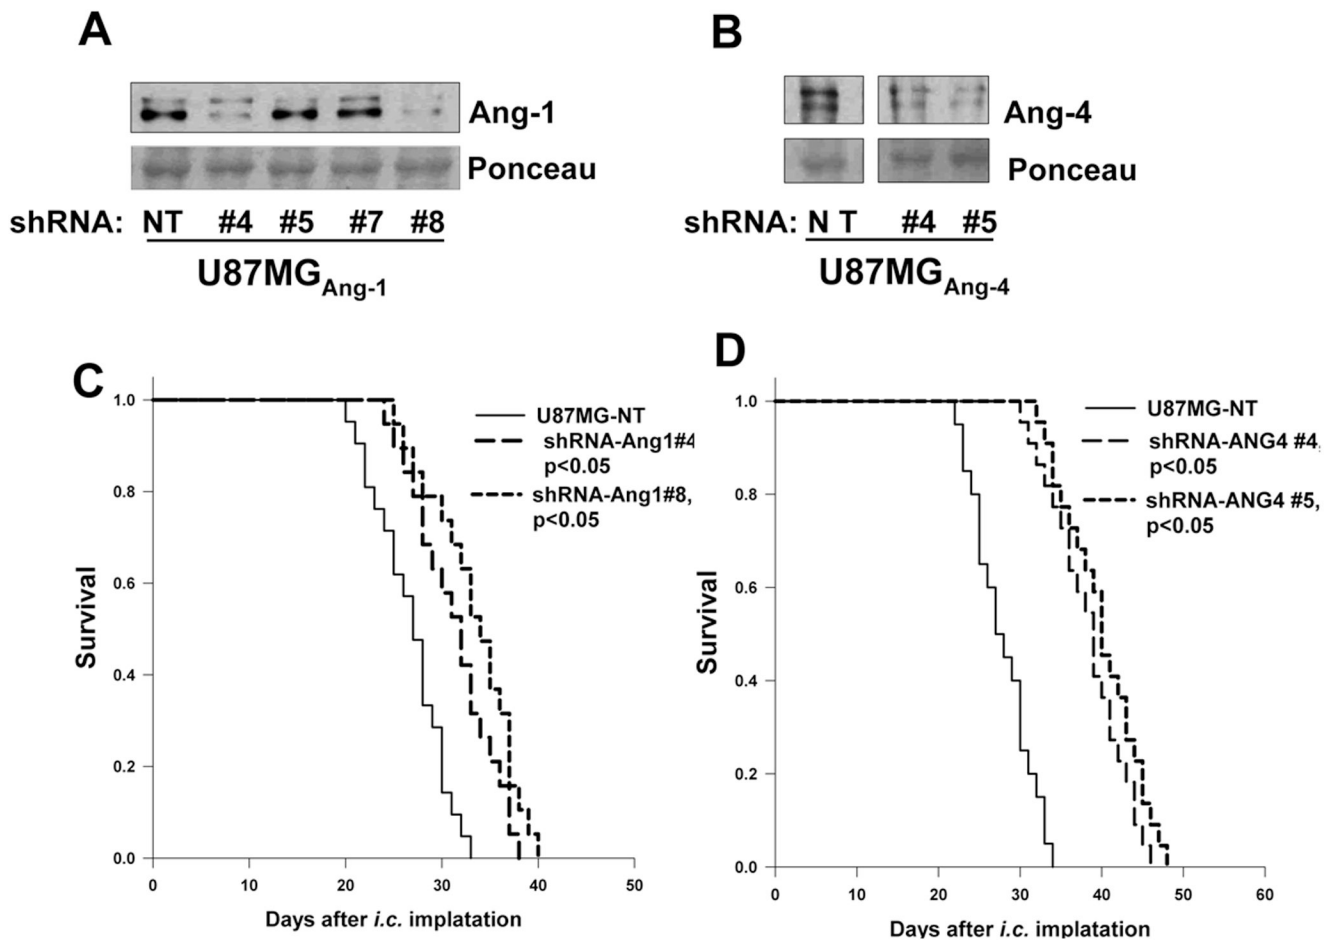 A
Ang-1
Ponceau
shRNA: NT #4 #5 #7 #8
U87MGAng-1
B
Ang-4
Ponceau
shRNA: N T #4 #5
U87MGAng-4
C
U87MG-NT
shRNA-Ang1#4
p<0.05
shRNA-Ang1#8,
p<0.05
1.0
0.8
0.6
0.4
0.2
0.0
Survival
0 10 20 30 40 50
Days after i.c. implatation
D
U87MG-NT
shRNA-ANG4 #4,
p<0.05
shRNA-ANG4 #5,
p<0.05
1.0
0.8
0.6
0.4
0.2
0.0
Survival
0 10 20 30 40 50 60
Days after i.c. implatation